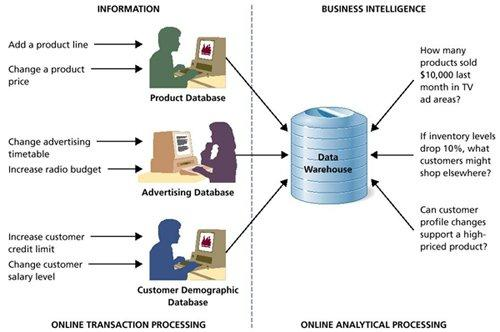 INFORMATION
BUSINESS INTELLIGENCE
Add a product line
Change a product
price
Product Database
Change advertising
timetable
Increase radio budget
Advertising Database
Increase customer
credit limit
Change customer
salary level
Customer Demographic
Database
Data
Warehouse
How many
products sold
$10,000 last
month in TV
ad areas?
If inventory levels
drop 10%, what
customers might
shop elsewhere?
Can customer
profile changes
support a high-
priced product?
ONLINE TRANSACTION PROCESSING
ONLINE ANALYTICAL PROCESSING